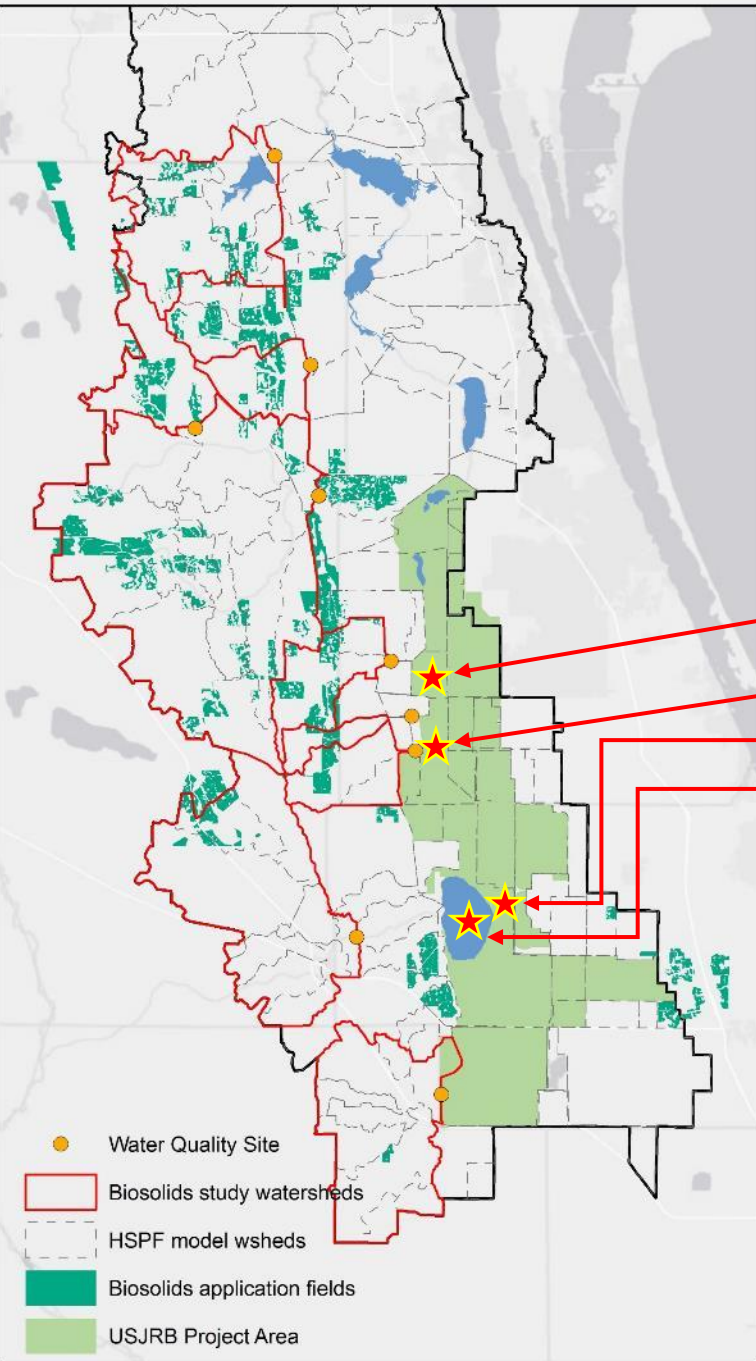 Water Quality Site
Biosolids study watersheds
HSPF model wsheds
Biosolids application fields
USJRB Project Area